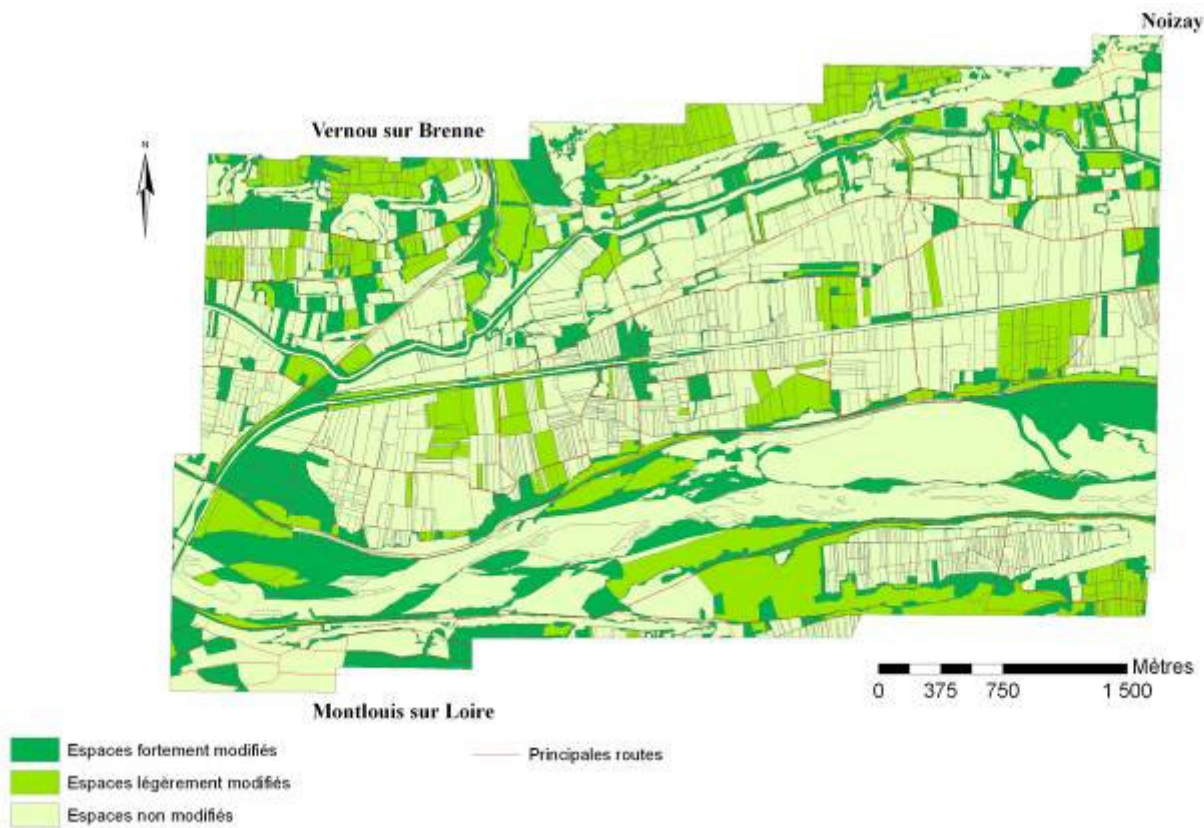 Noizay
Vernou sur Brenne
N
Mètres
0 375 750 1 500
Montlouis sur Loire
Espaces fortement modifiés
Principales routes
Espaces légèrement modifiés
Espaces non modifiés